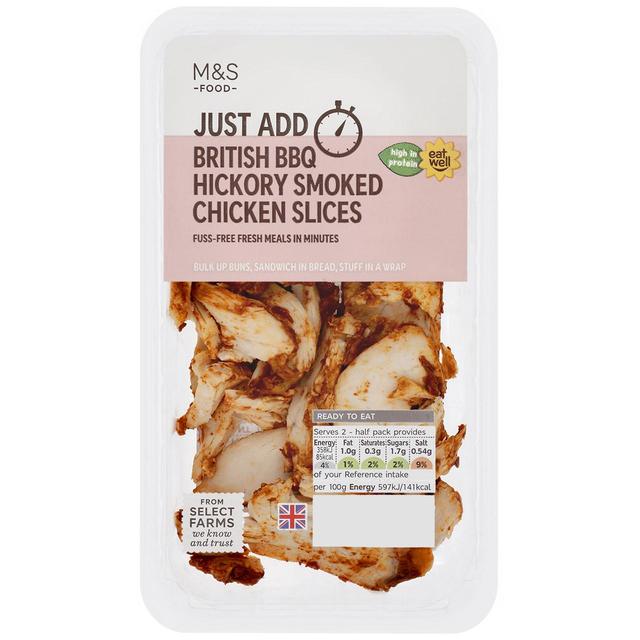 M&S
-FOOD-
JUST ADD
BRITISH BBQ
HICKORY SMOKED
CHICKEN SLICES
high in
protein
eat
well
FUSS-FREE FRESH MEALS IN MINUTES
BULK UP BUNS, SANDWICH IN BREAD, STUFF IN A WRAP
READY TO EAT
Serves 2 - half pack provides
Energy Fat Saturates Sugars Salt
358kJ 85kcal 1.0g 0.3g 1.7g 0.54g
4% 1% 2% 2% 9%
of your Reference intake
per 100g Energy 597kJ/141kcal
FROM
SELECT
FARMS
we know
and trust